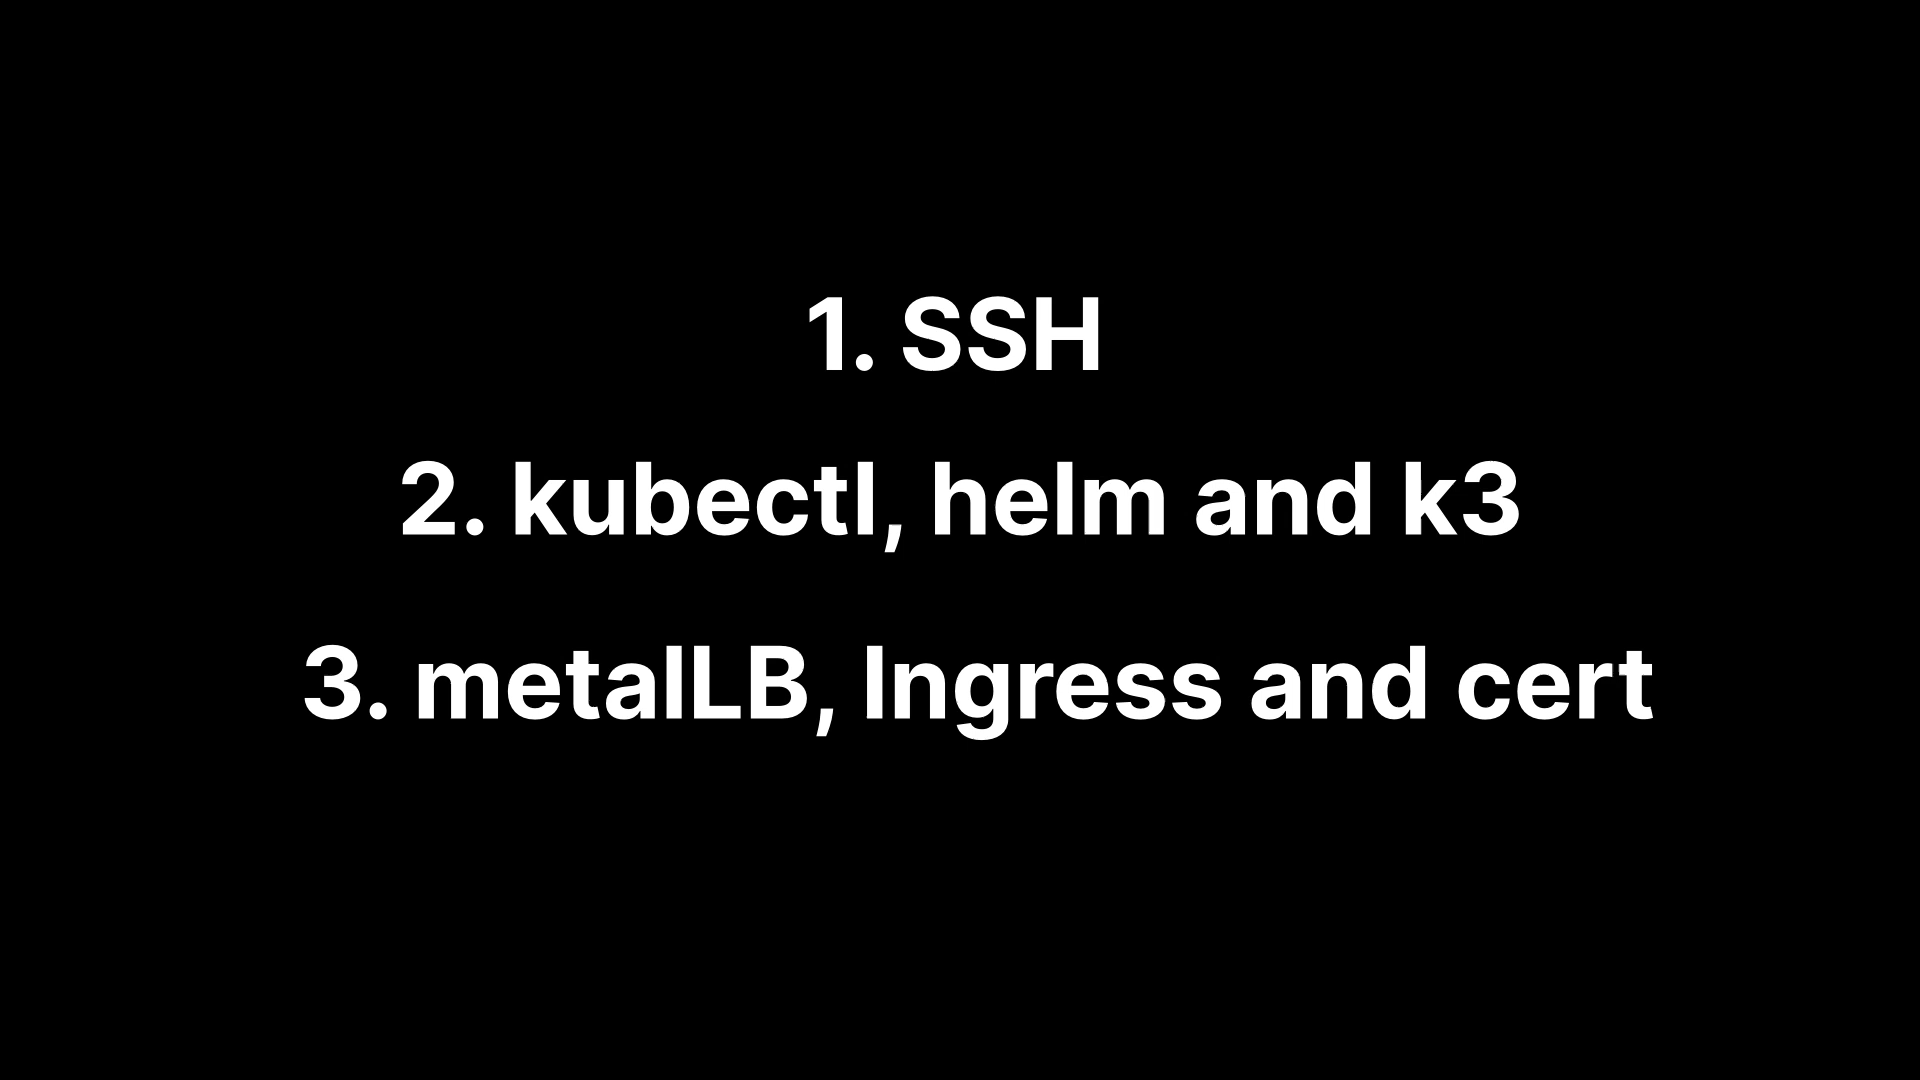 1. SSH
2. kubectl, helm and k3
3. metalLB, Ingress and cert